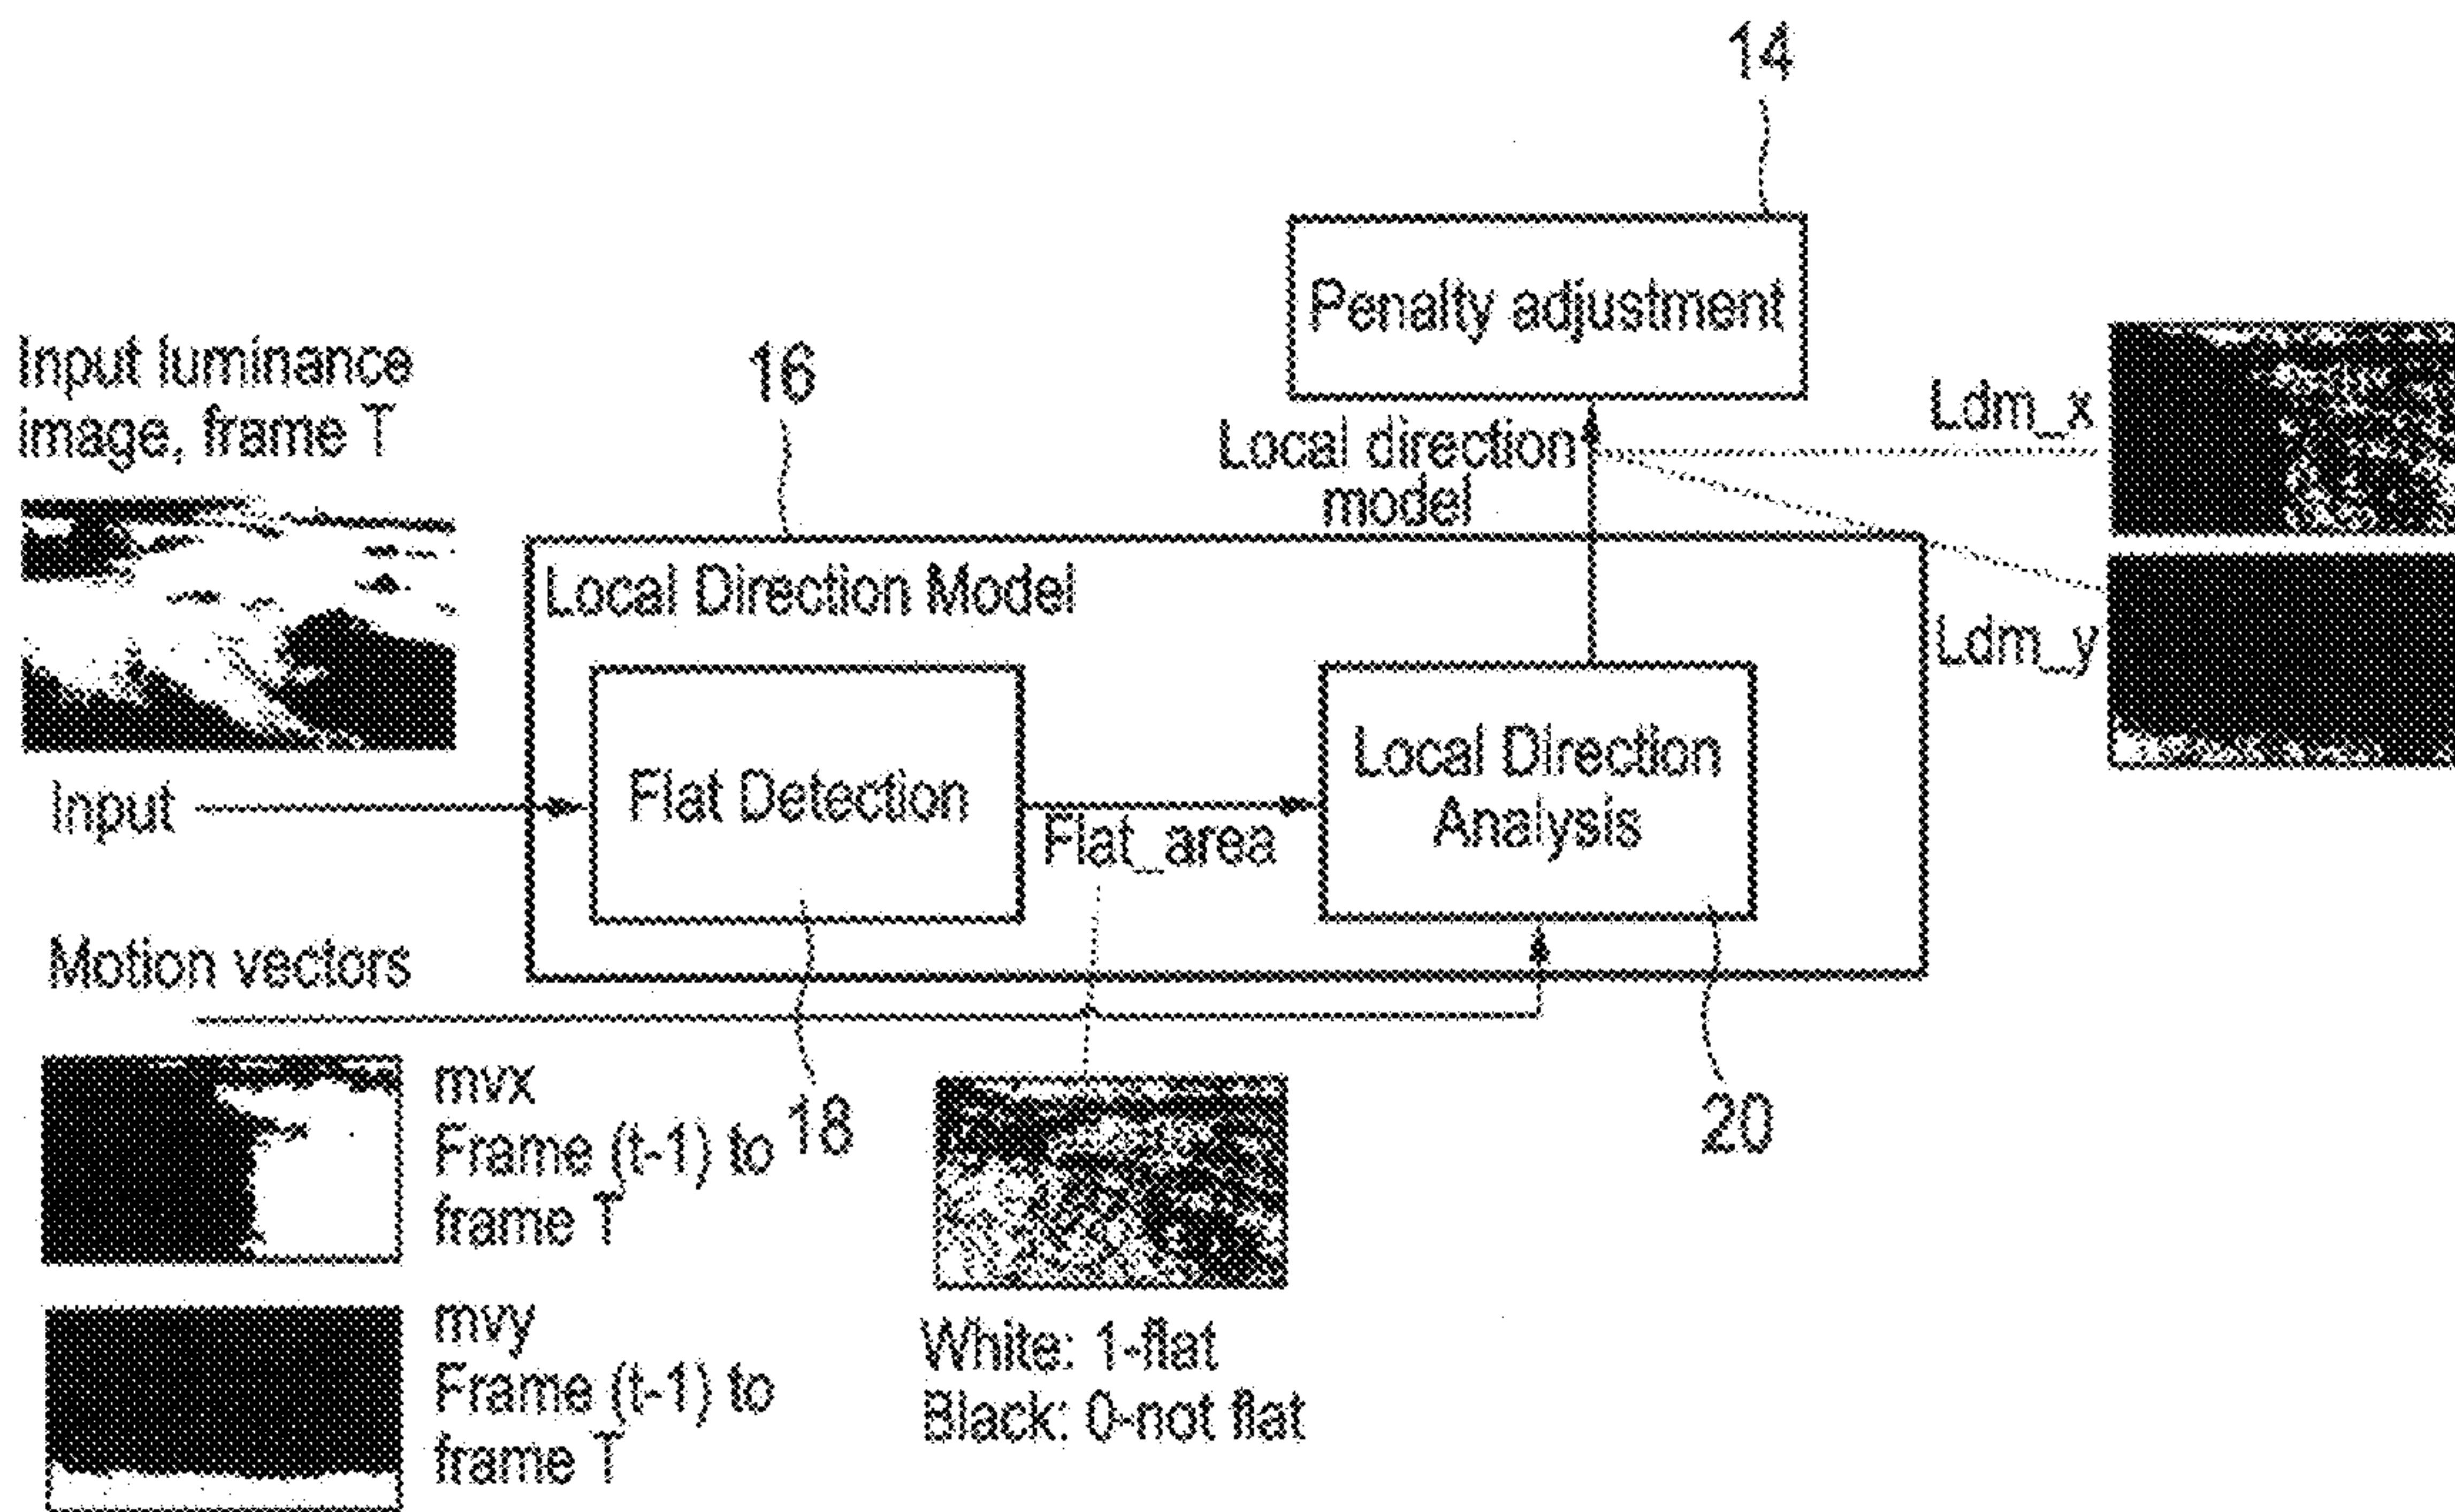 14
Penalty adjustment
Input luminance
image, frame T
16
Ldm_x
Local direction
model
Local Direction Model
Ldm_y
Local Direction
Analysis
Flat Detection
Input
Flat_area
Motion vectors
mvx
Frame (t-1) to
frame T
18
20
mvy
Frame (t-1) to
frame T
White: 1-flat
Black: 0-not flat